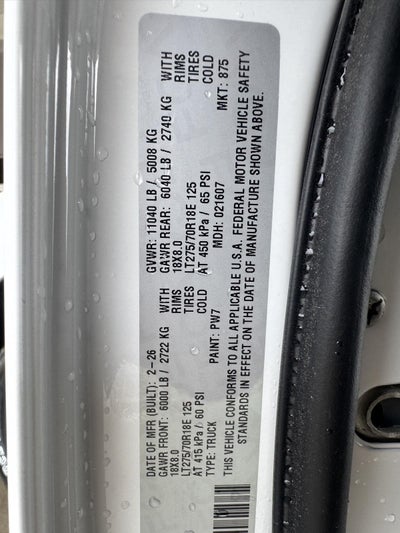 DATE OF MFR (BUILT): 2-26 GVWR: 11040 LB / 5008 KG
GAWR FRONT: 6000 LB / 2722 KG WITH GAWR REAR: 6040 LB / 2740 KG WITH
18X8.0 RIMS 18X8.0 RIMS
LT275/70R18E 125 TIRES LT275/70R18E 125 TIRES
AT 415 kPa / 60 PSI COLD AT 450 kPa / 65 PSI COLD
TYPE: TRUCK PAINT: PW7 MDH: 021607 MKT: 875
THIS VEHICLE CONFORMS TO ALL APPLICABLE U.S.A. FEDERAL MOTOR VEHICLE SAFETY
STANDARDS IN EFFECT ON THE DATE OF MANUFACTURE SHOWN ABOVE.